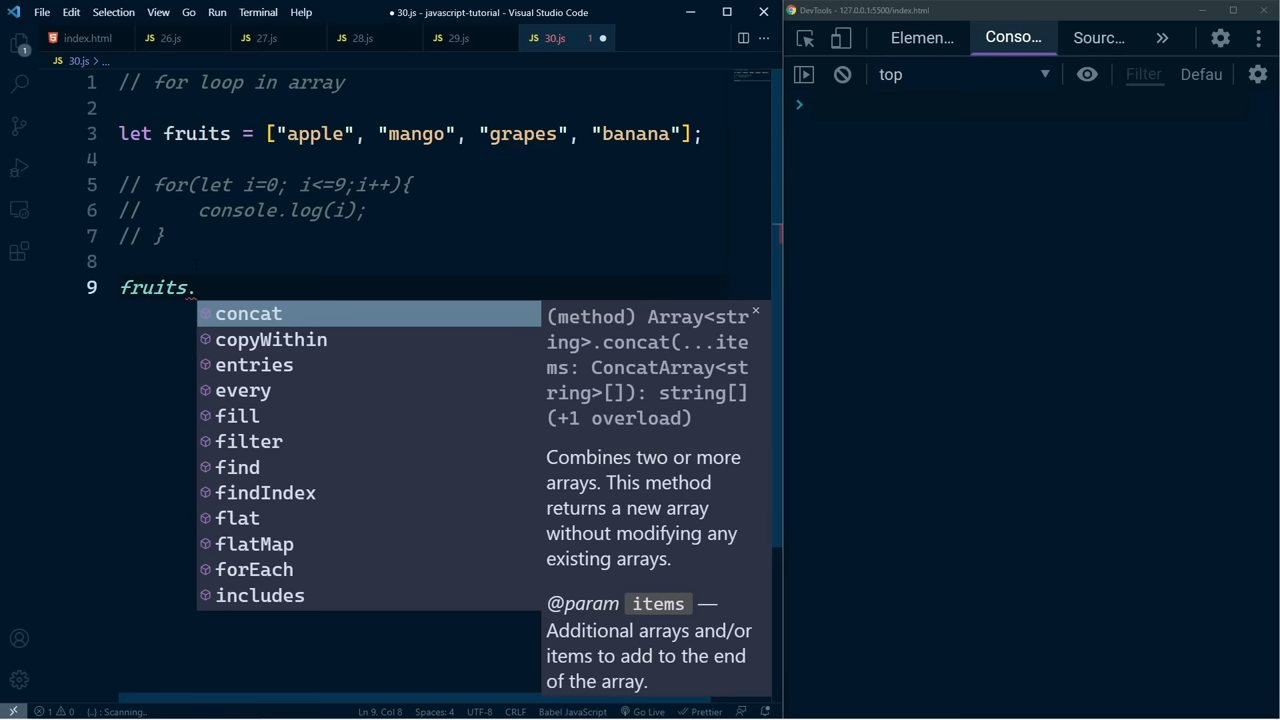 File Edit Selection View Go Run Terminal Help
● 30.js - javascript-tutorial - Visual Studio Code
DevTools - 127.0.0.1:5500/index.html
index.html
JS 26.js
JS 27.js
JS 28.js
JS 29.js
JS 30.js 1
Elemen... Conso... Sourc...
JS 30.js > ...
top
Filter
Defau
1 // for loop in array
2
3 let fruits = ["apple", "mango", "grapes", "banana"];
4
5 // for(let i=0; i<=9;i++){
6 //     console.log(i);
7 // }
8
9 fruits.
concat
copyWithin
entries
every
fill
filter
find
findIndex
flat
flatMap
forEach
includes
(method) Array<str
ing>.concat(...ite
ms: ConcatArray<st
ring>[]): string[]
(+1 overload)
Combines two or more
arrays. This method
returns a new array
without modifying any
existing arrays.
@param items —
Additional arrays and/or
items to add to the end
of the array.
1 0 {..} : Scanning..
Ln 9, Col 8 Spaces: 4 UTF-8 CRLF Babel JavaScript Go Live Prettier